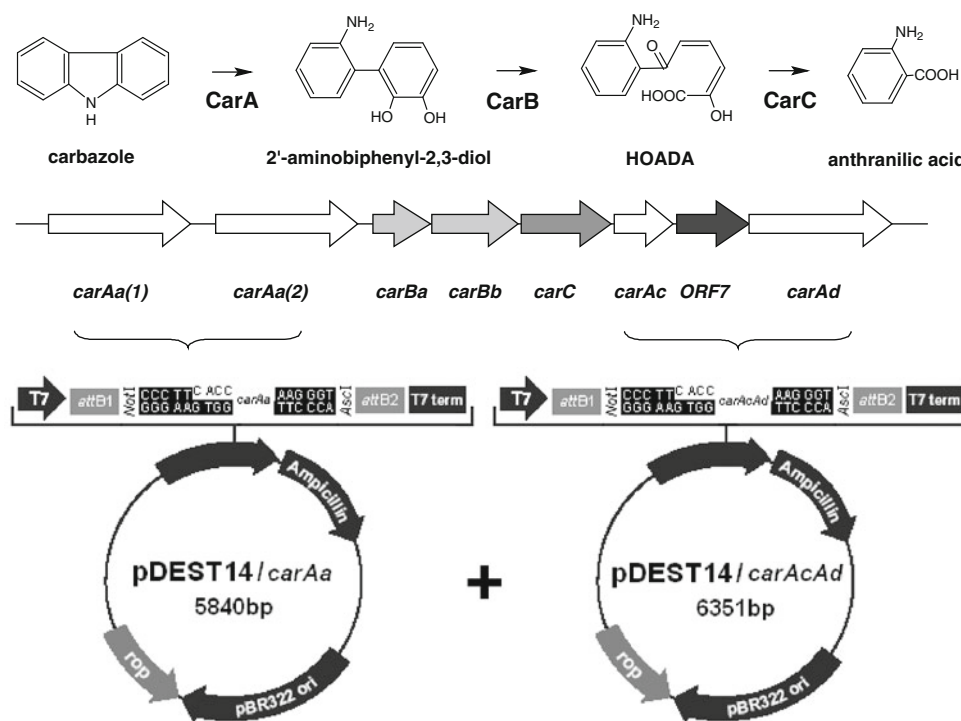 NH₂
NH₂
O
NH₂
COOH
HOOC
N
H
CarA
HO
OH
CarB
OH
CarC
carbazole
2'-aminobiphenyl-2,3-diol
HOADA
anthranilic acid
carAa(1)
carAa(2)
carBa
carBb
carC
carAc
ORF7
carAd
T7
attB1
NotI
CCC TT C ACC
GGG AAG TGG
carAa
AAG GGT
TTC CCA
AscI
attB2
T7 term
T7
attB1
NotI
CCC TT C ACC
GGG AAG TGG
carAcAd
AAG GGT
TTC CCA
AscI
attB2
T7 term
Ampicillin
pDEST14 / carAa
5840bp
rop
pBR322 ori
+
Ampicillin
pDEST14 / carAcAd
6351bp
rop
pBR322 ori